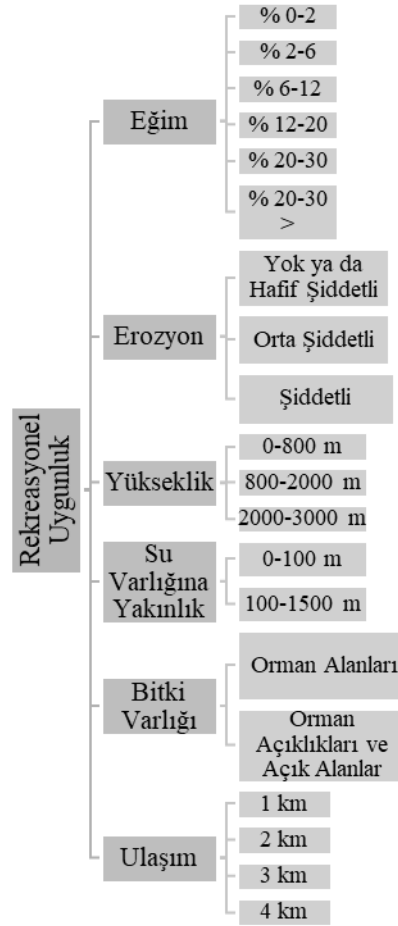 Rekreasyonel
Uygunluk
Eğim
% 0-2
% 2-6
% 6-12
% 12-20
% 20-30
% 20-30
>
Erozyon
Yok ya da
Hafif Şiddetli
Orta Şiddetli
Şiddetli
Yükseklik
0-800 m
800-2000 m
2000-3000 m
Su
Varlığına
Yakınlık
0-100 m
100-1500 m
Bitki
Varlığı
Orman Alanları
Orman
Açıklıkları ve
Açık Alanlar
Ulaşım
1 km
2 km
3 km
4 km